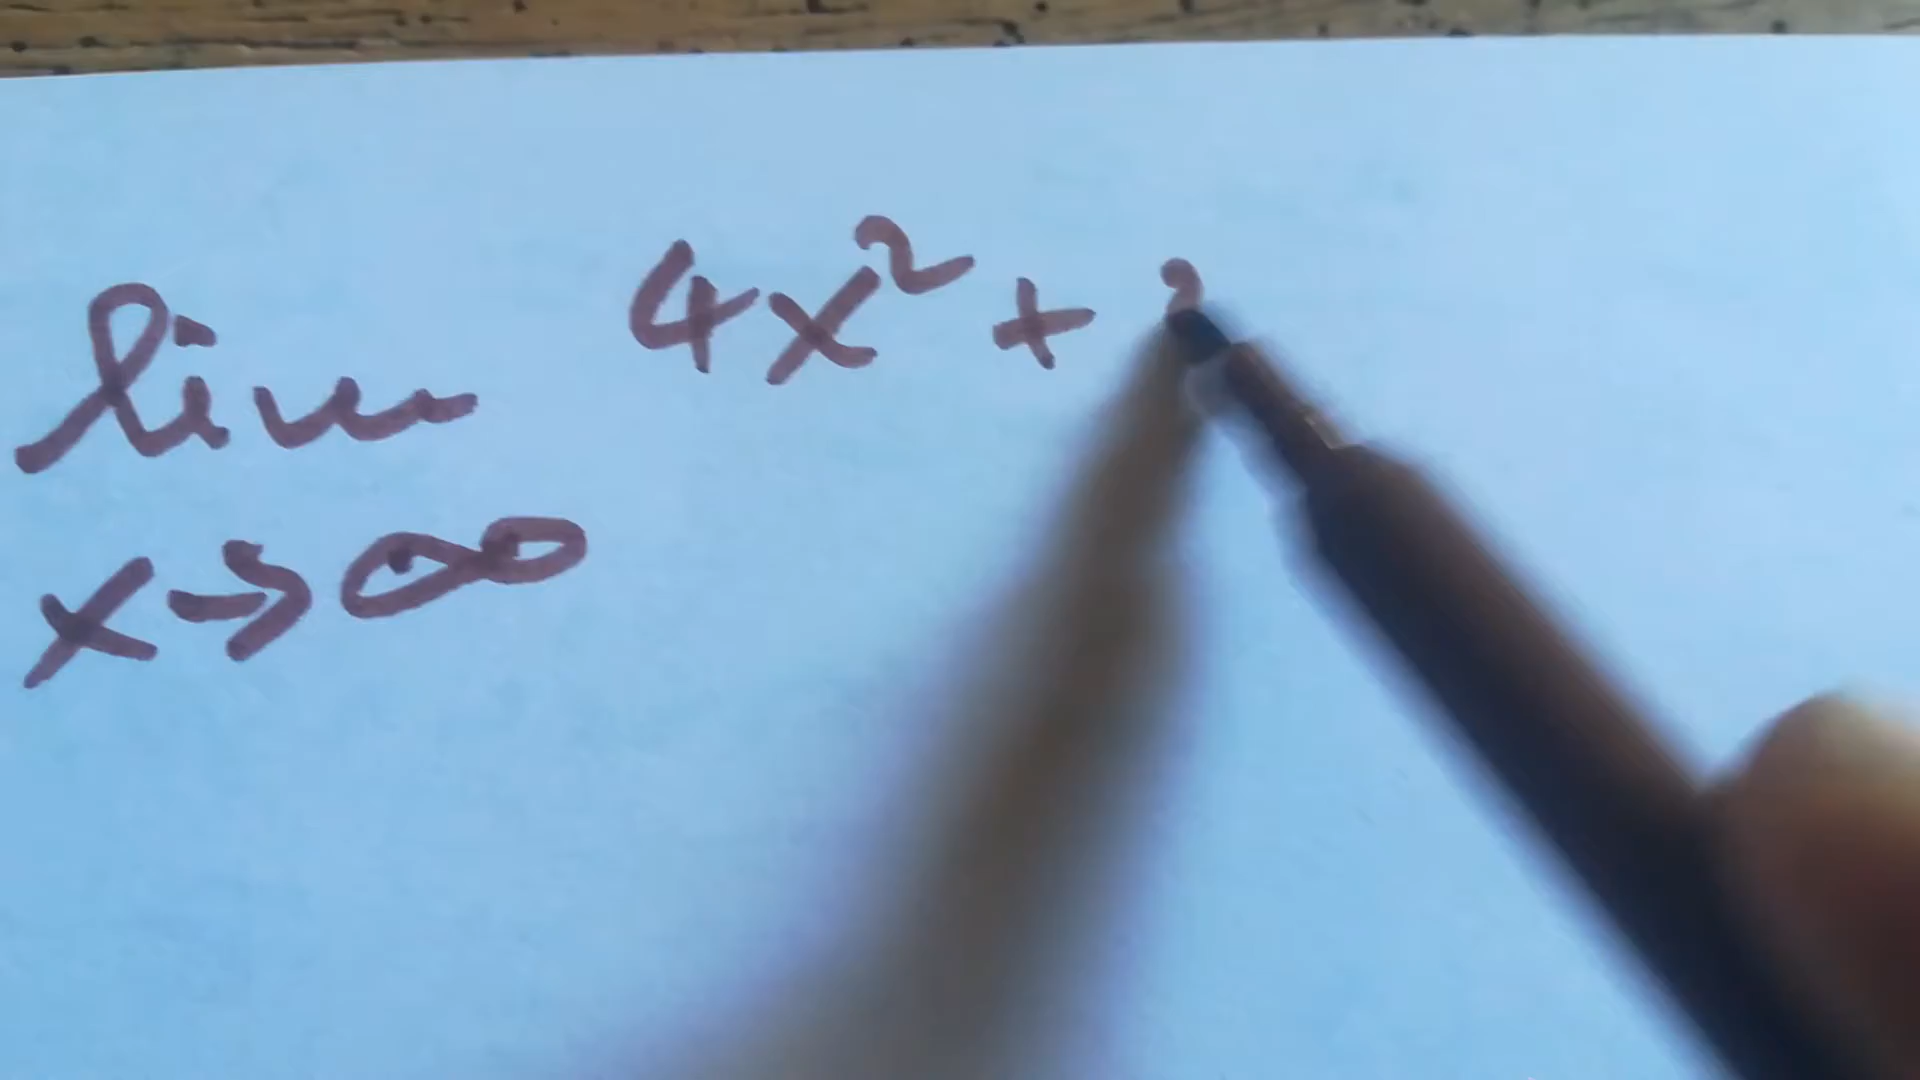 lim 4x² +
x→∞